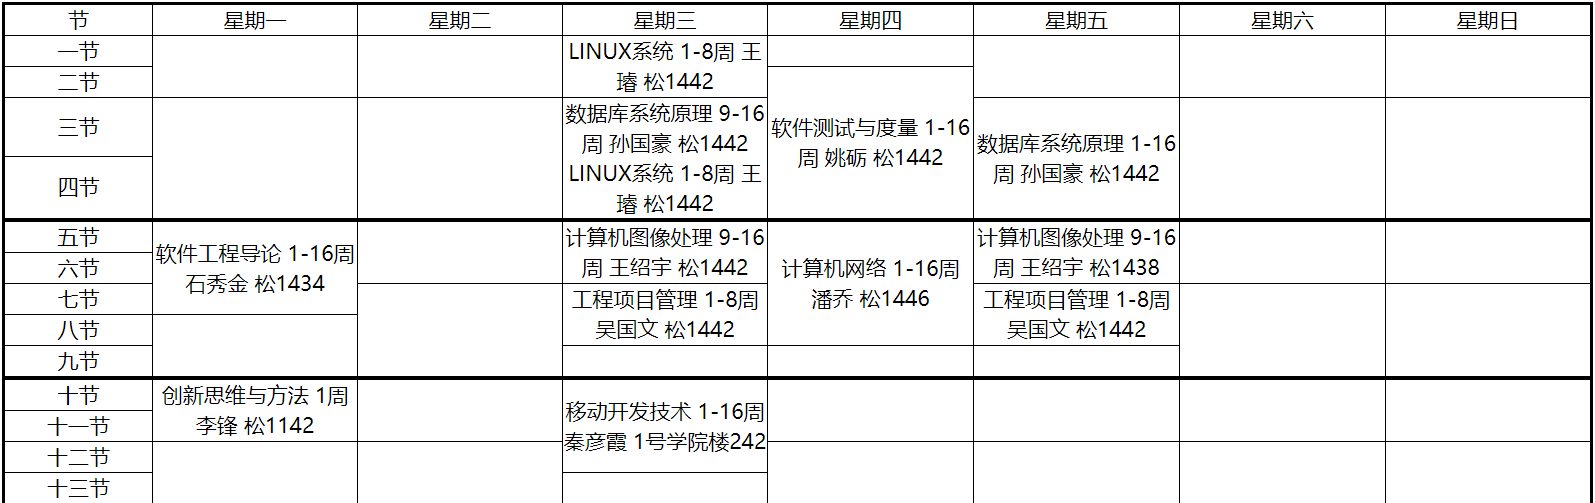 节 星期一 星期二 星期三 星期四 星期五 星期六 星期日
一节
二节
LINUX系统 1-8周 王
璿 松1442
三节
四节
数据库系统原理 9-16
周 孙国豪 松1442
LINUX系统 1-8周 王
璿 松1442
软件测试与度量 1-16
周 姚砺 松1442
数据库系统原理 1-16
周 孙国豪 松1442
五节
六节
七节
八节
九节
软件工程导论 1-16周
石秀金 松1434
计算机图像处理 9-16
周 王绍宇 松1442
工程项目管理 1-8周
吴国文 松1442
计算机网络 1-16周
潘乔 松1446
计算机图像处理 9-16
周 王绍宇 松1438
工程项目管理 1-8周
吴国文 松1442
十节
十一节
十二节
十三节
创新思维与方法 1周
李锋 松1142
移动开发技术 1-16周
秦彦霞 1号学院楼242